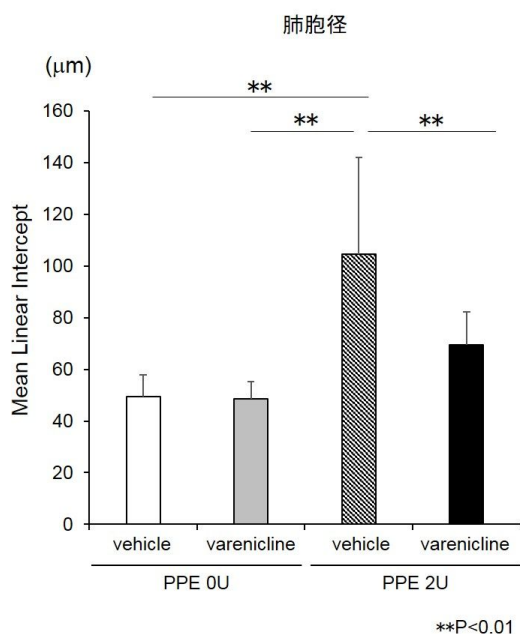 肺胞径
(μm)
**
** **
160
140
120
100
80
60
40
20
0
Mean Linear Intercept
vehicle varenicline vehicle varenicline
PPE 0U PPE 2U
**P<0.01